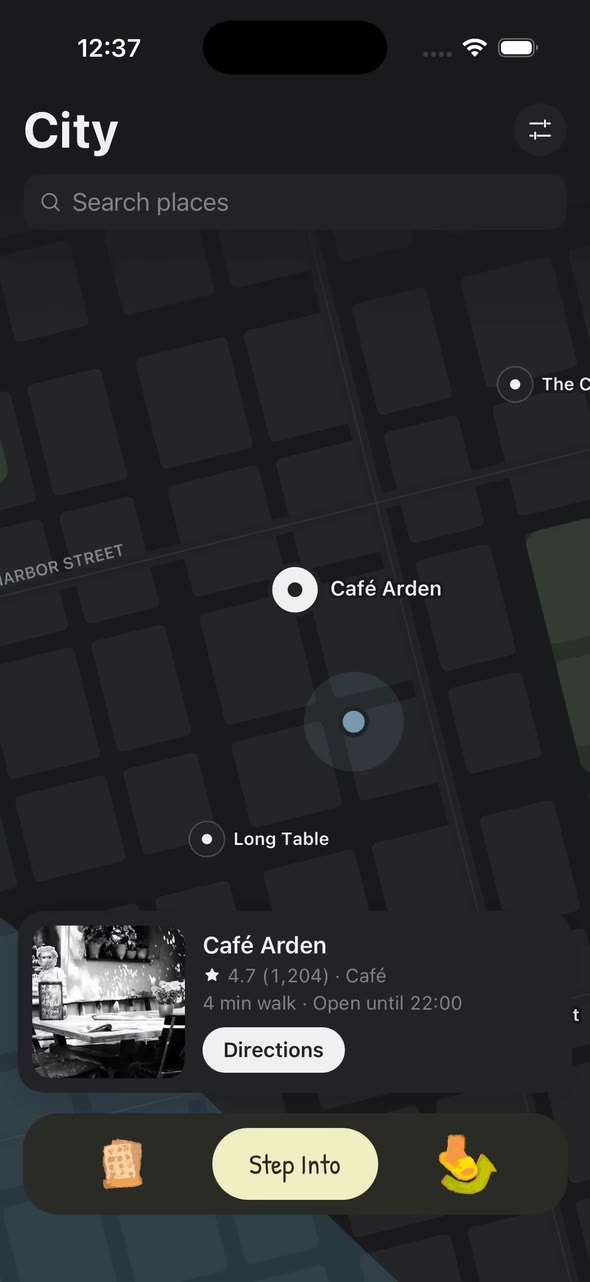 12:37
City
Search places
The C
HARBOR STREET
Café Arden
Long Table
Café Arden
4.7 (1,204) · Café
4 min walk · Open until 22:00
t
Directions
Step Into